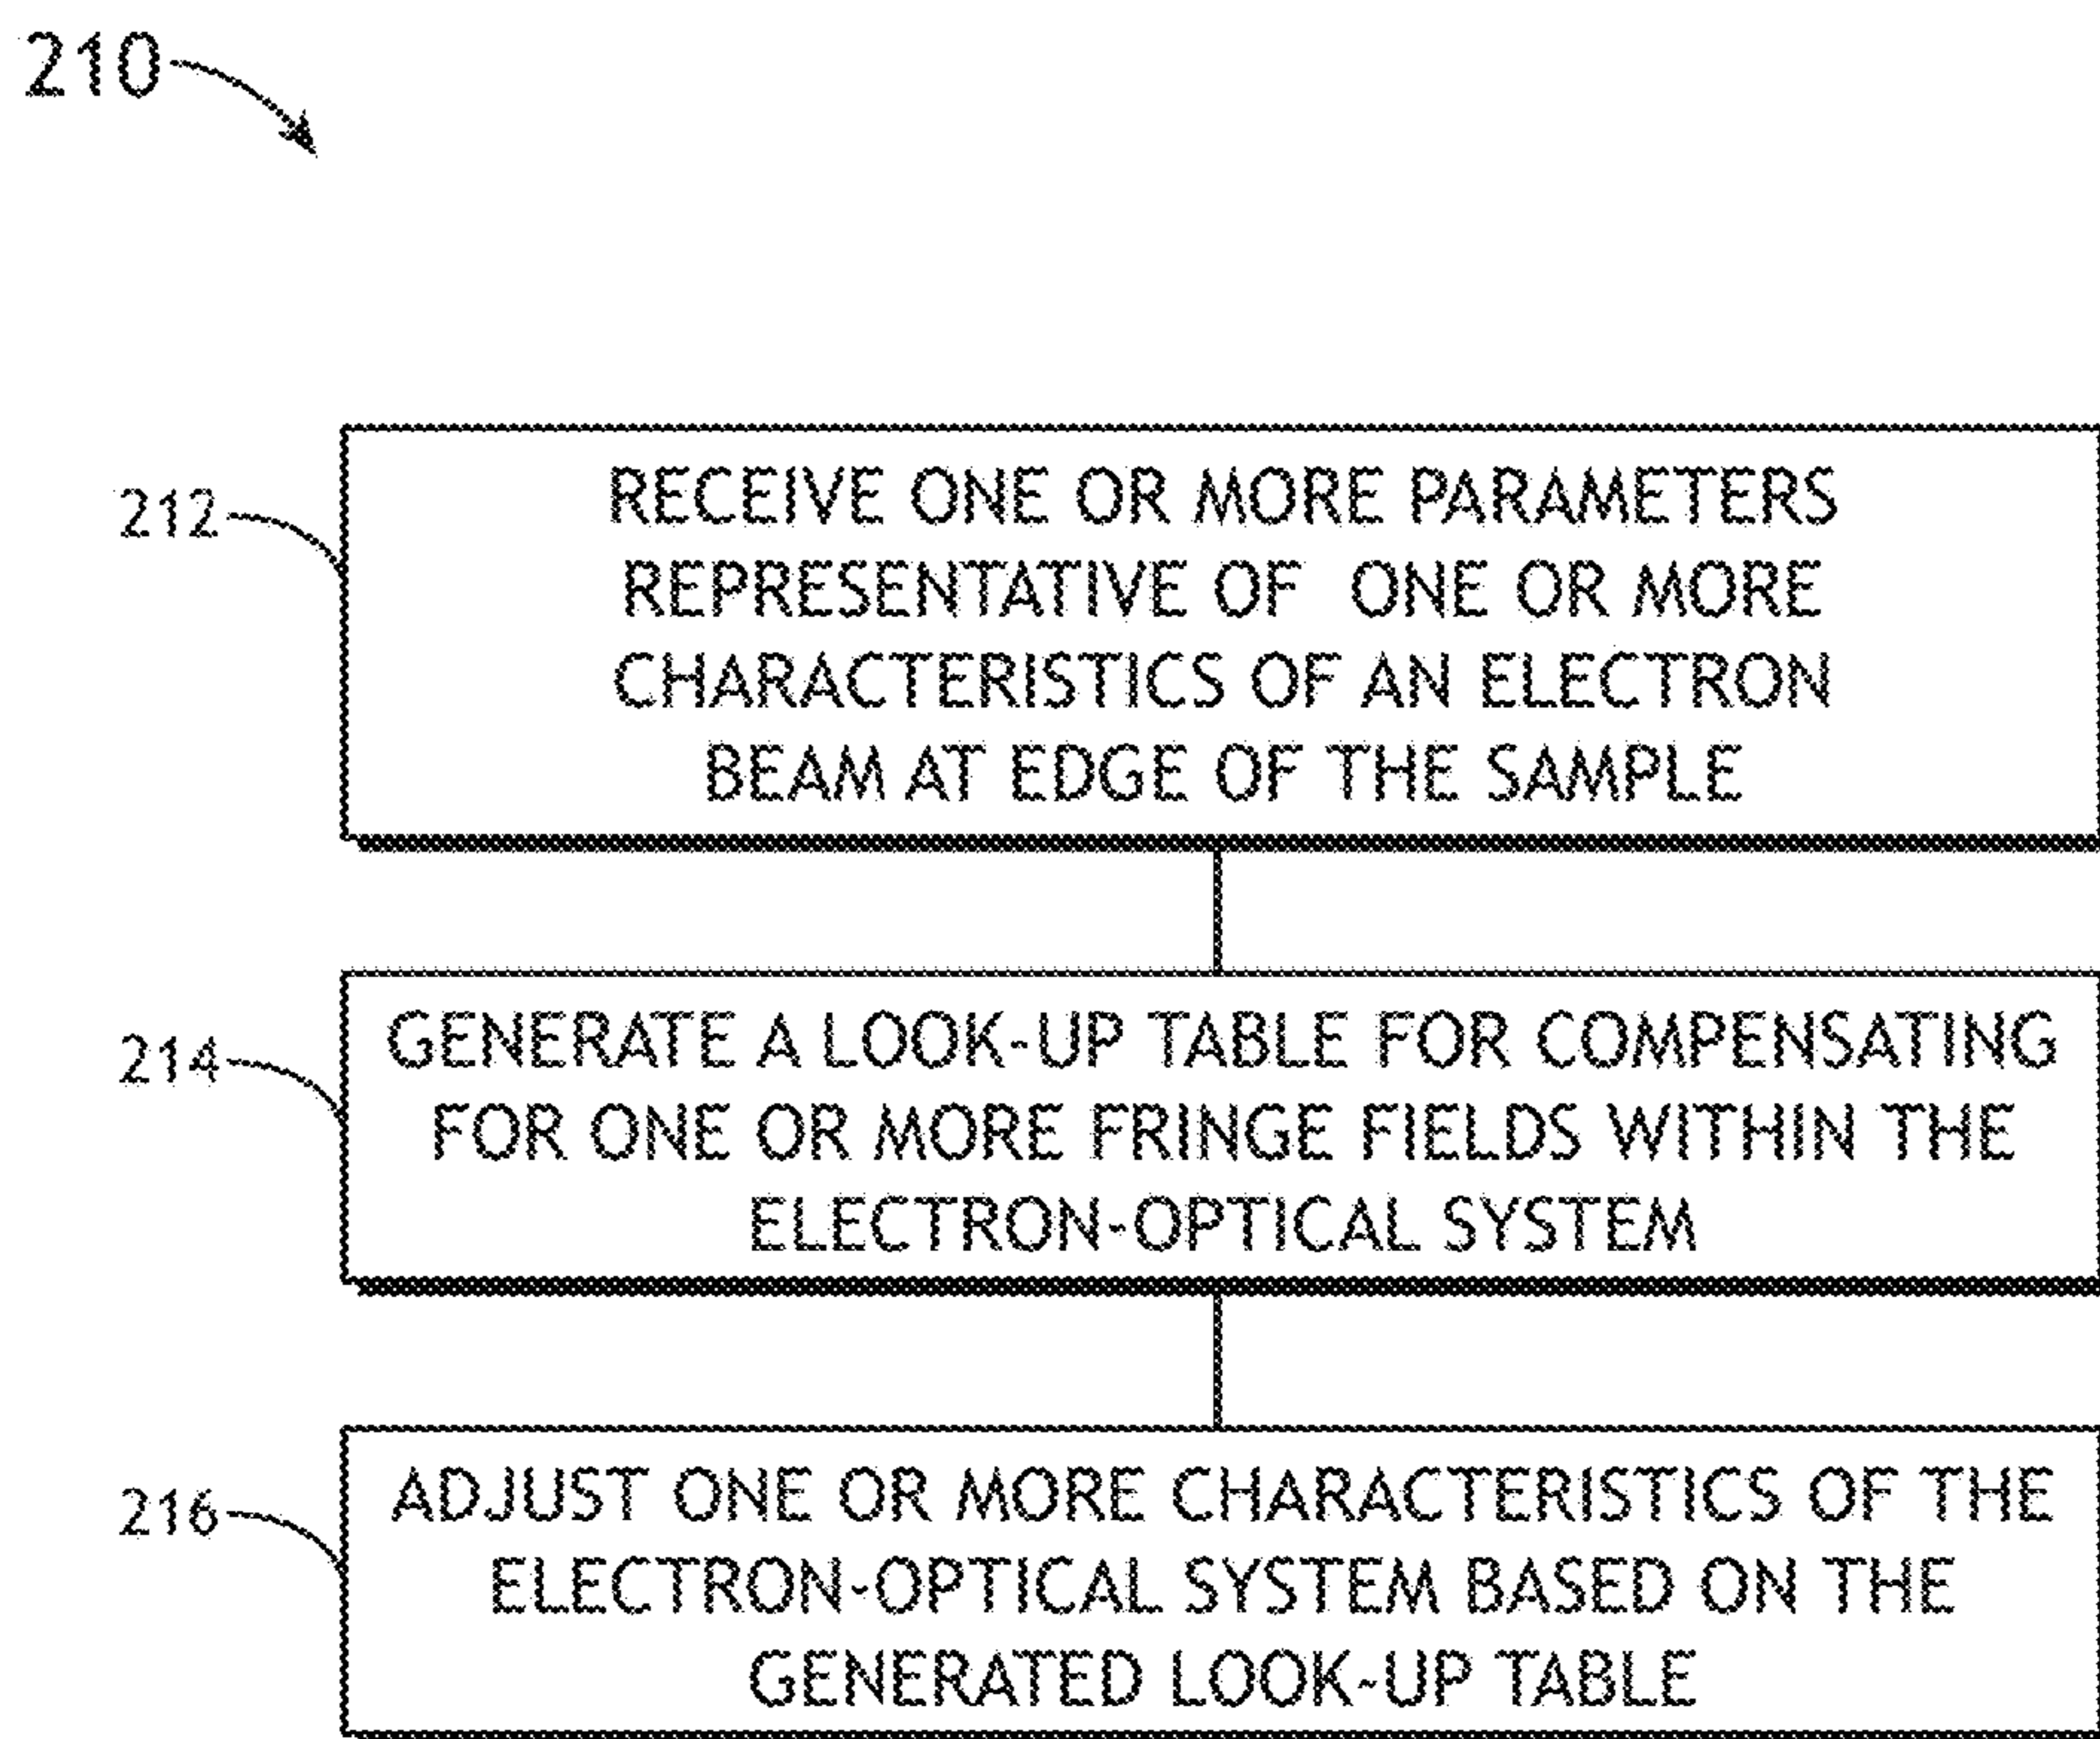 210
212
RECEIVE ONE OR MORE PARAMETERS
REPRESENTATIVE OF ONE OR MORE
CHARACTERISTICS OF AN ELECTRON
BEAM AT EDGE OF THE SAMPLE
214
GENERATE A LOOK-UP TABLE FOR COMPENSATING
FOR ONE OR MORE FRINGE FIELDS WITHIN THE
ELECTRON-OPTICAL SYSTEM
216
ADJUST ONE OR MORE CHARACTERISTICS OF THE
ELECTRON-OPTICAL SYSTEM BASED ON THE
GENERATED LOOK-UP TABLE